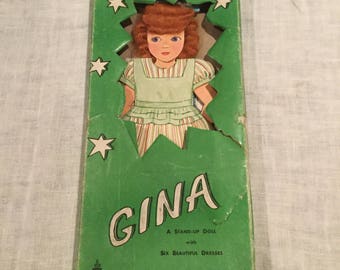 GINA
A STAND-UP DOLL
with
SIX BEAUTIFUL DRESSES